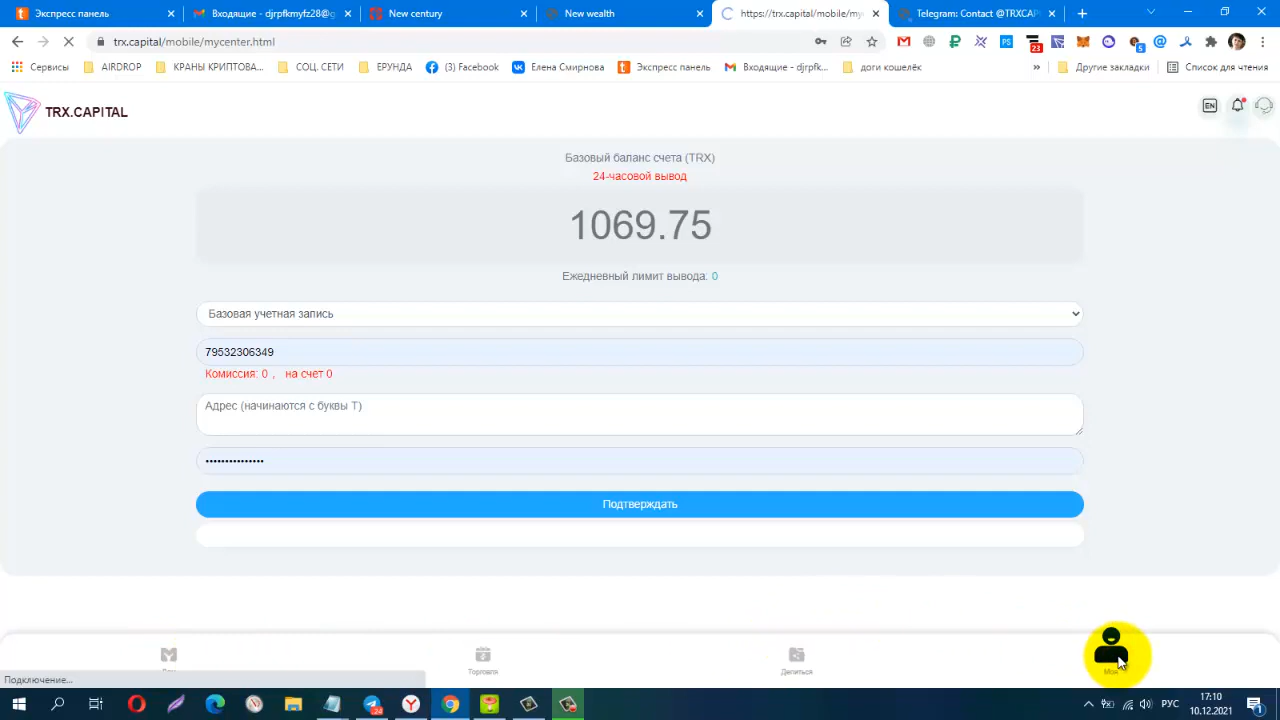 Экспресс панель
Входящие - djrpfkmyfz28@g
New century
New wealth
https://trx.capital/mobile/my
Telegram: Contact @TRXCAP
trx.capital/mobile/mycenter.html
23
5
Сервисы
AIRDROP
КРАНЫ КРИПТОВА...
СОЦ. СЕТИ
ЕРУНДА
(3) Facebook
Елена Смирнова
Экспресс панель
Входящие - djrpfk...
доги кошелёк
»
Другие закладки
Список для чтения
TRX.CAPITAL
EN
Базовый баланс счета (TRX)
24-часовой вывод
1069.75
Ежедневный лимит вывода: 0
Базовая учетная запись
79532306349
Комиссия: 0 , на счет 0
Адрес (начинаются с буквы T)
•••••••••••••••
Подтверждать
Торговля
Делиться
Мой
Подключение...
РУС
17:10
10.12.2021